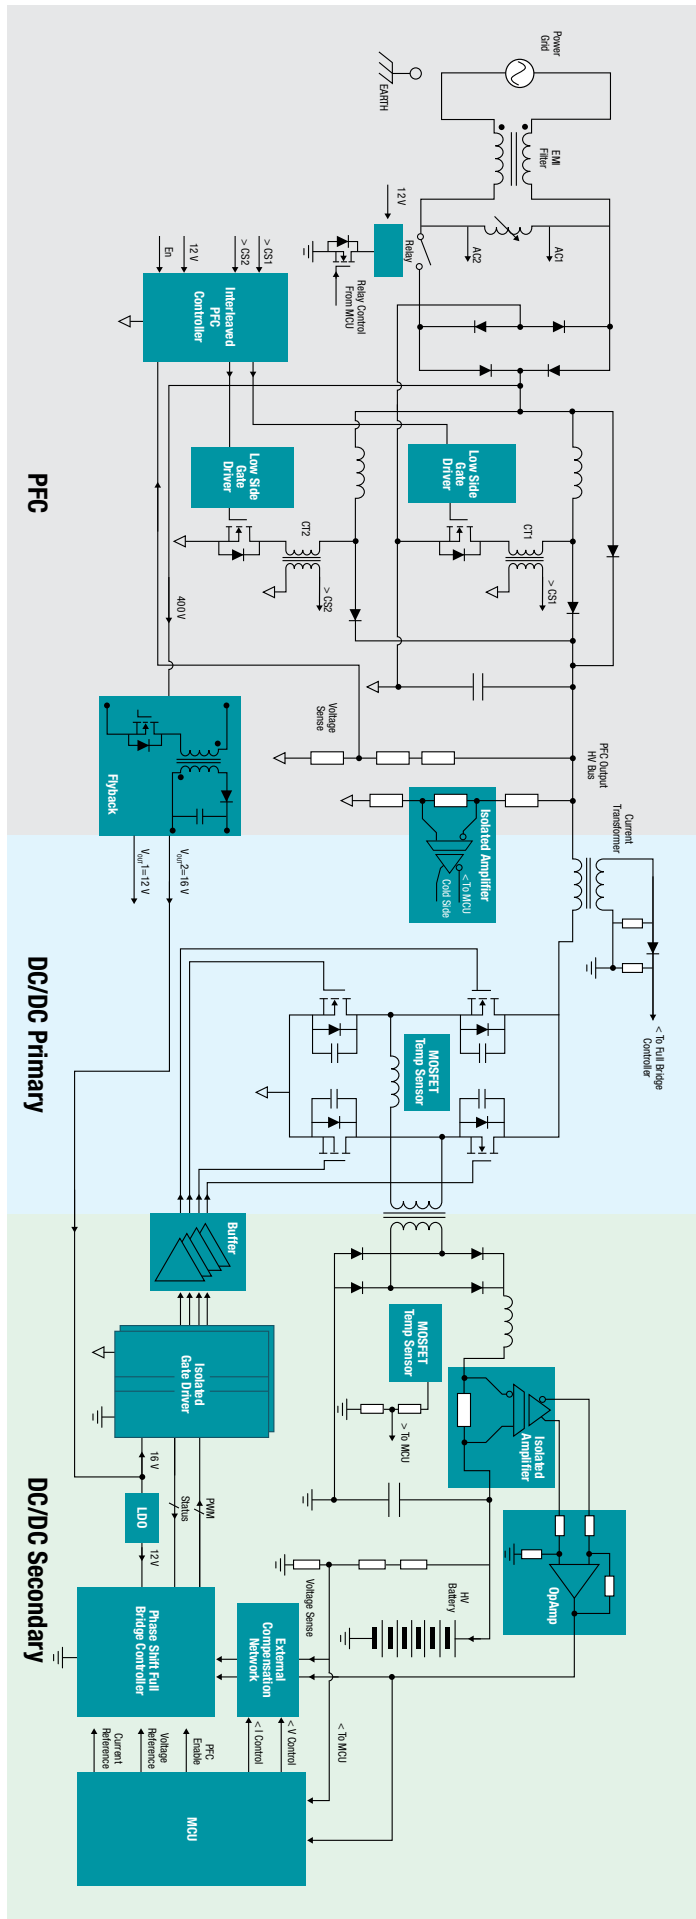 Power
Grid
EARTH
EMI
Filter
12 V
Relay
AC2
AC1
Relay Control
From MCU
En
12 V
> CS2
> CS1
Interleaved
PFC
Controller
Low Side
Gate
Driver
Low Side
Gate
Driver
CT2
CT1
> CS2
> CS1
400 V
PFC
Voltage
Sense
PFC Output
HV Bus
Flyback
Isolated Amplifier
< To MCU
Cold Side
Current
Transformer
VOUT1=12 V
VOUT2=16 V
< To Full Bridge
Controller
MOSFET
Temp Sensor
DC/DC Primary
Buffer
Isolated
Gate Driver
MOSFET
Temp Sensor
> To MCU
Isolated
Amplifier
16 V
LDO
12V
Status
PWM
OpAmp
HV
Battery
Voltage Sense
DC/DC Secondary
Phase Shift Full
Bridge Controller
External
Compensation
Network
< I Control
< V Control
< To MCU
Current
Reference
Voltage
Reference
PFC
Enable
MCU